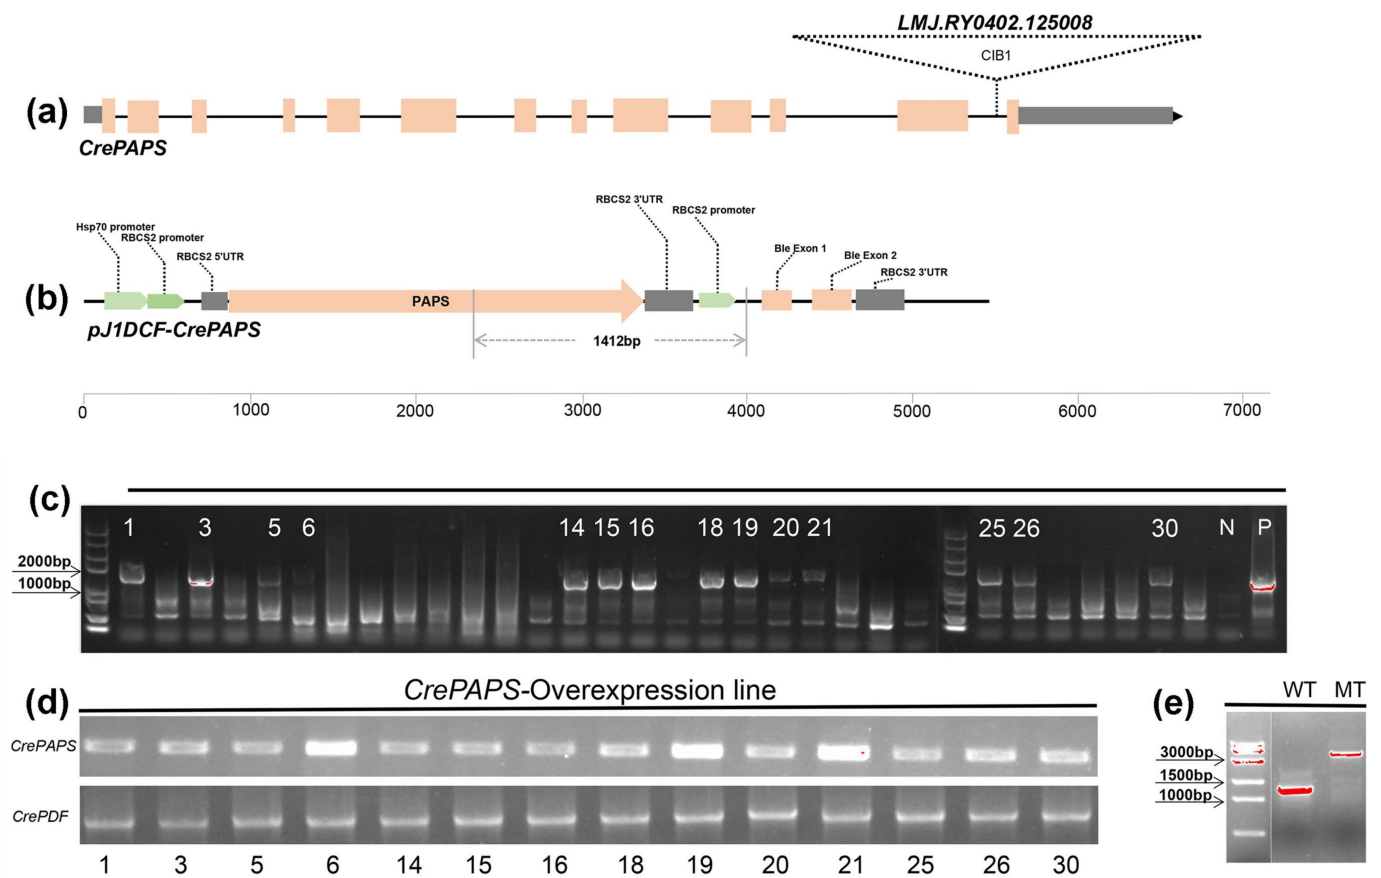 LMJ.RY0402.125008
CIB1
(a)
CrePAPS
RBCS2 3'UTR
RBCS2 promoter
Hsp70 promoter
RBCS2 promoter
RBCS2 5'UTR
Ble Exon 1
Ble Exon 2
RBCS2 3'UTR
(b)
PAPS
pJ1DCF-CrePAPS
1412bp
0 1000 2000 3000 4000 5000 6000 7000
(c)
1 3 5 6 14 15 16 18 19 20 21 25 26 30 N P
2000bp
1000bp
(d)
CrePAPS-Overexpression line
CrePAPS
CrePDF
1 3 5 6 14 15 16 18 19 20 21 25 26 30
(e)
WT MT
3000bp
1500bp
1000bp